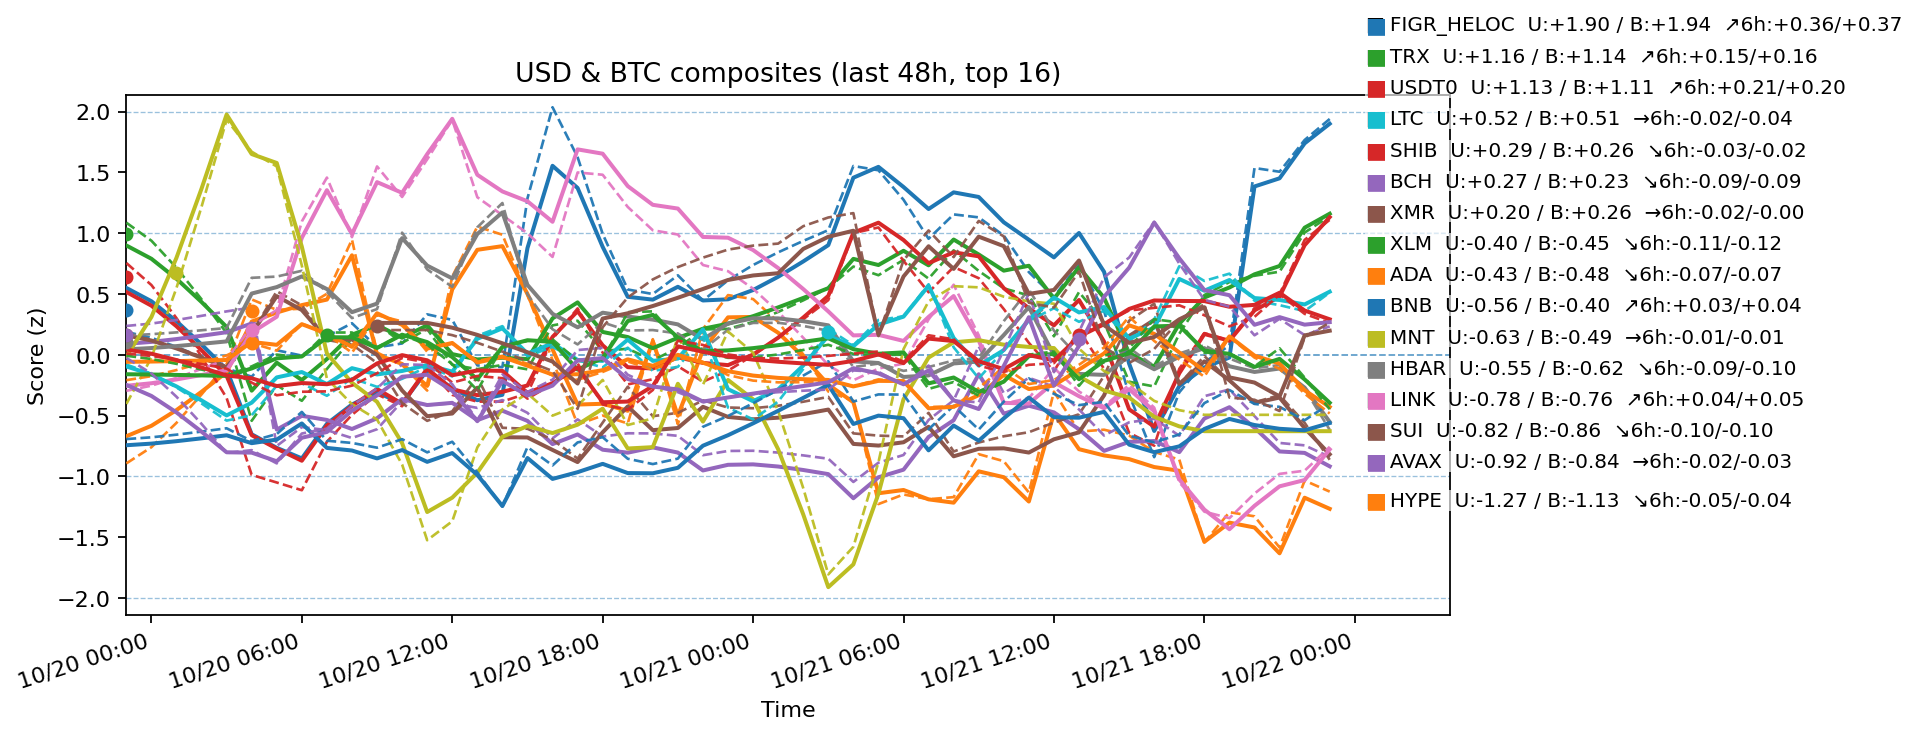 FIGR_HELOC  U:+1.90 / B:+1.94  ↗6h:+0.36/+0.37
TRX  U:+1.16 / B:+1.14  ↗6h:+0.15/+0.16
USD & BTC composites (last 48h, top 16)
USDT0  U:+1.13 / B:+1.11  ↗6h:+0.21/+0.20
LTC  U:+0.52 / B:+0.51  →6h:-0.02/-0.04
SHIB  U:+0.29 / B:+0.26  ↘6h:-0.03/-0.02
BCH  U:+0.27 / B:+0.23  ↘6h:-0.09/-0.09
XMR  U:+0.20 / B:+0.26  →6h:-0.02/-0.00
XLM  U:-0.40 / B:-0.45  ↘6h:-0.11/-0.12
ADA  U:-0.43 / B:-0.48  ↘6h:-0.07/-0.07
BNB  U:-0.56 / B:-0.40  ↗6h:+0.03/+0.04
MNT  U:-0.63 / B:-0.49  →6h:-0.01/-0.01
HBAR  U:-0.55 / B:-0.62  ↘6h:-0.09/-0.10
LINK  U:-0.78 / B:-0.76  ↗6h:+0.04/+0.05
SUI  U:-0.82 / B:-0.86  ↘6h:-0.10/-0.10
AVAX  U:-0.92 / B:-0.84  →6h:-0.02/-0.03
HYPE  U:-1.27 / B:-1.13  ↘6h:-0.05/-0.04
2.0
1.5
1.0
0.5
0.0
−0.5
−1.0
−1.5
−2.0
Score (z)
10/20 00:00
10/20 06:00
10/20 12:00
10/20 18:00
10/21 00:00
10/21 06:00
10/21 12:00
10/21 18:00
10/22 00:00
Time